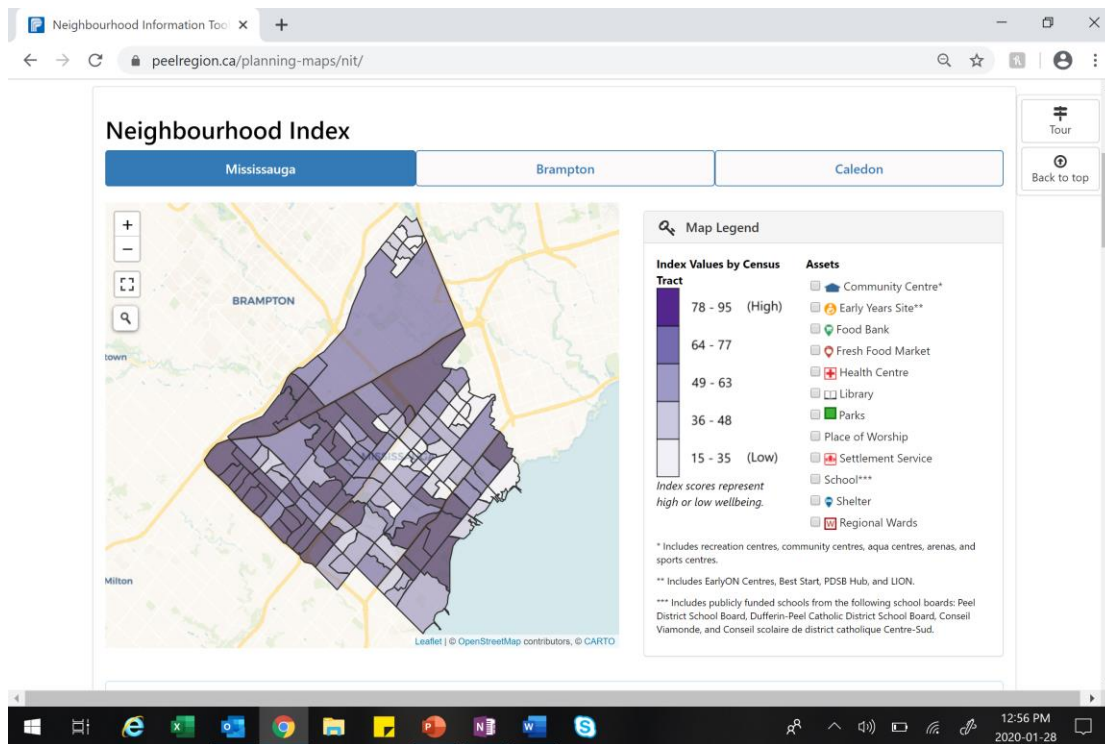 Neighbourhood Information Too
peelregion.ca/planning-maps/nit/
Neighbourhood Index
Mississauga
Brampton
Caledon
Tour
Back to top
+
−
BRAMPTON
town
MISSISS
Milton
Leaflet | © OpenStreetMap contributors, © CARTO
Map Legend
Index Values by Census
Tract
78 - 95 (High)
64 - 77
49 - 63
36 - 48
15 - 35 (Low)
Index scores represent
high or low wellbeing.
Assets
Community Centre*
Early Years Site**
Food Bank
Fresh Food Market
Health Centre
Library
Parks
Place of Worship
Settlement Service
School***
Shelter
W Regional Wards
* Includes recreation centres, community centres, aqua centres, arenas, and
sports centres.
** Includes EarlyON Centres, Best Start, PDSB Hub, and LION.
*** Includes publicly funded schools from the following school boards: Peel
District School Board, Dufferin-Peel Catholic District School Board, Conseil
Viamonde, and Conseil scolaire de district catholique Centre-Sud.
12:56 PM
2020-01-28